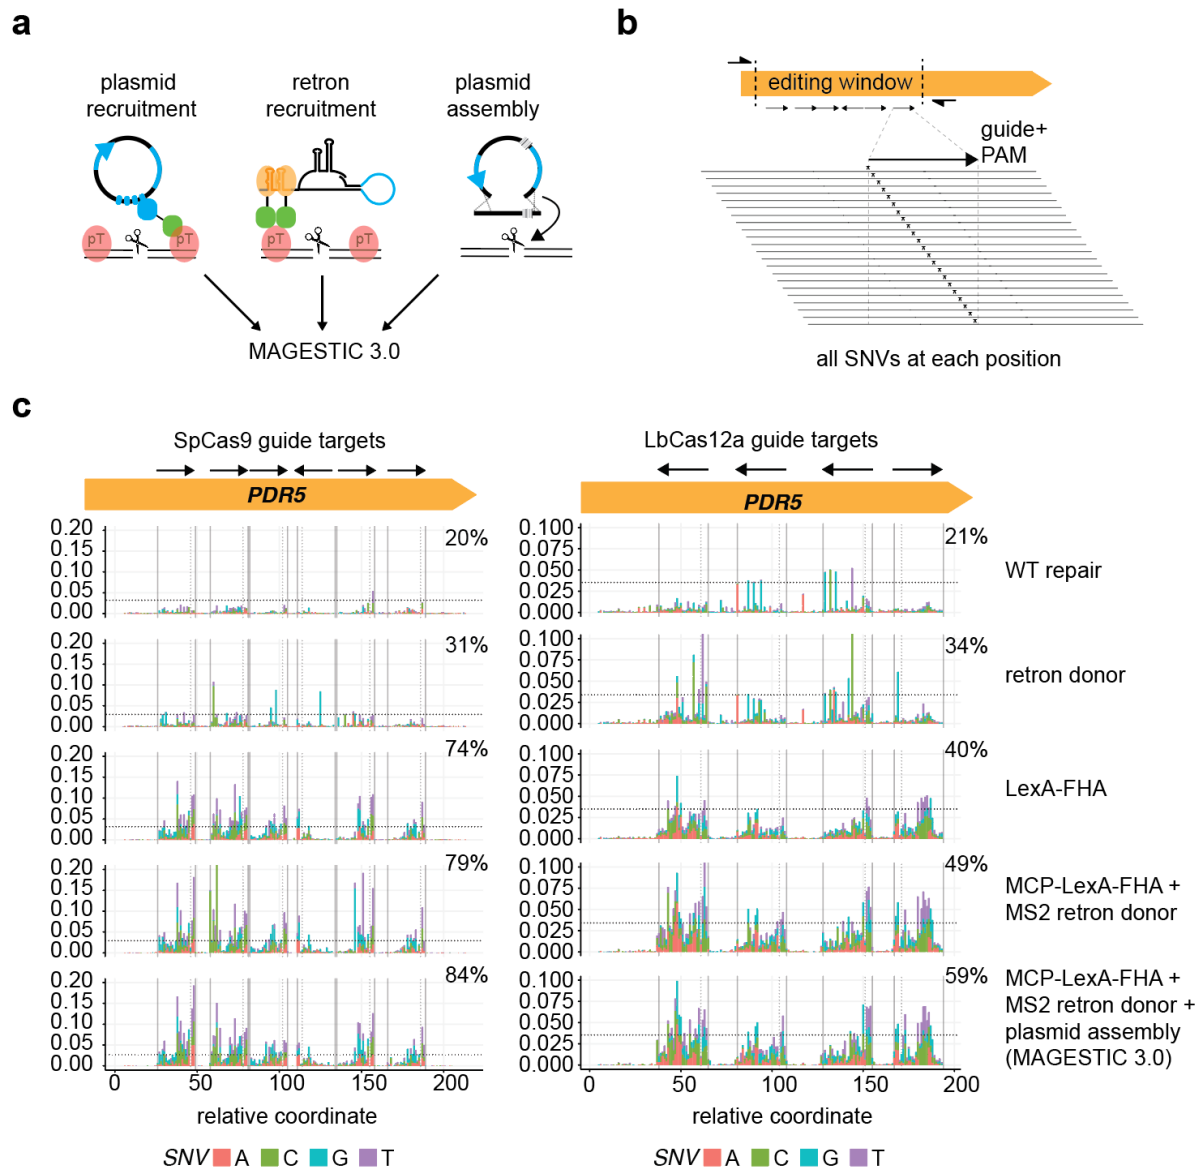 a
plasmid
recruitment
retron
recruitment
plasmid
assembly
pT
pT
pT
pT
MAGESTIC 3.0
b
editing window
guide+
PAM
all SNVs at each position
c
SpCas9 guide targets
PDR5
0.20
0.15
0.10
0.05
0.00
20%
0.20
0.15
0.10
0.05
0.00
31%
0.20
0.15
0.10
0.05
0.00
74%
0.20
0.15
0.10
0.05
0.00
79%
0.20
0.15
0.10
0.05
0.00
84%
0 50 100 150 200
relative coordinate
SNV A C G T
LbCas12a guide targets
PDR5
0.100
0.075
0.050
0.025
0.000
21%
WT repair
0.100
0.075
0.050
0.025
0.000
34%
retron donor
0.100
0.075
0.050
0.025
0.000
40%
LexA-FHA
0.100
0.075
0.050
0.025
0.000
49%
MCP-LexA-FHA +
MS2 retron donor
0.100
0.075
0.050
0.025
0.000
59%
MCP-LexA-FHA +
MS2 retron donor +
plasmid assembly
(MAGESTIC 3.0)
0 50 100 150 200
relative coordinate
SNV A C G T